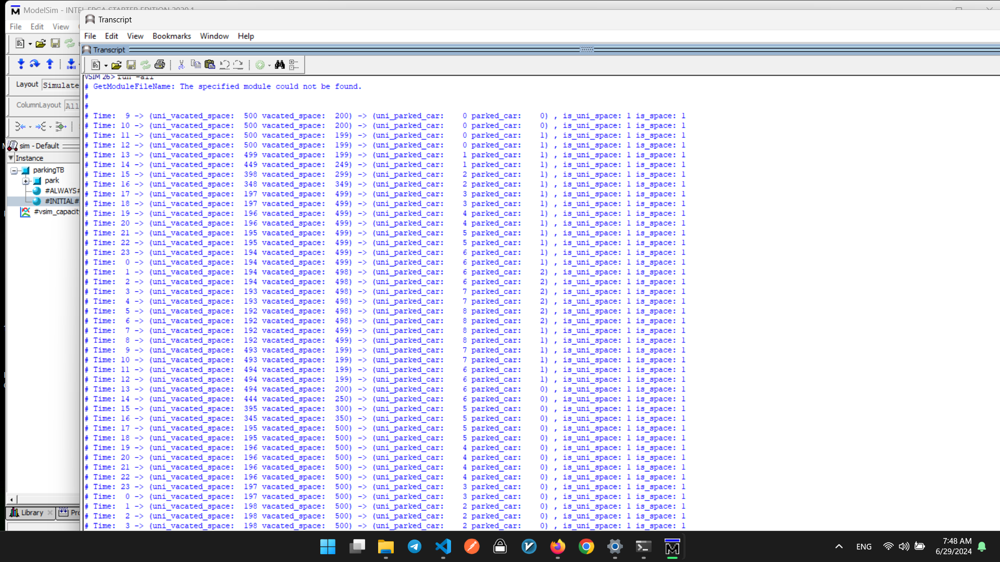 ModelSim - INTEL FPGA STARTER EDITION 2020.1
File Edit View
Transcript
File Edit View Bookmarks Window Help
Transcript
Layout Simulate
ColumnLayout All
sim - Default
Instance
parkingTB
park
#ALWAYS#
#INITIAL#
#vsim_capacit
Library
VSIM 26> run -all
# GetModuleFileName: The specified module could not be found.
#
#
# Time: 9 -> (uni_vacated_space: 500 vacated_space: 200) -> (uni_parked_car: 0 parked_car: 0) , is_uni_space: 1 is_space: 1
# Time: 10 -> (uni_vacated_space: 500 vacated_space: 200) -> (uni_parked_car: 0 parked_car: 0) , is_uni_space: 1 is_space: 1
# Time: 11 -> (uni_vacated_space: 500 vacated_space: 199) -> (uni_parked_car: 0 parked_car: 1) , is_uni_space: 1 is_space: 1
# Time: 12 -> (uni_vacated_space: 500 vacated_space: 199) -> (uni_parked_car: 0 parked_car: 1) , is_uni_space: 1 is_space: 1
# Time: 13 -> (uni_vacated_space: 499 vacated_space: 199) -> (uni_parked_car: 1 parked_car: 1) , is_uni_space: 1 is_space: 1
# Time: 14 -> (uni_vacated_space: 449 vacated_space: 249) -> (uni_parked_car: 1 parked_car: 1) , is_uni_space: 1 is_space: 1
# Time: 15 -> (uni_vacated_space: 398 vacated_space: 299) -> (uni_parked_car: 2 parked_car: 1) , is_uni_space: 1 is_space: 1
# Time: 16 -> (uni_vacated_space: 348 vacated_space: 349) -> (uni_parked_car: 2 parked_car: 1) , is_uni_space: 1 is_space: 1
# Time: 17 -> (uni_vacated_space: 197 vacated_space: 499) -> (uni_parked_car: 3 parked_car: 1) , is_uni_space: 1 is_space: 1
# Time: 18 -> (uni_vacated_space: 197 vacated_space: 499) -> (uni_parked_car: 3 parked_car: 1) , is_uni_space: 1 is_space: 1
# Time: 19 -> (uni_vacated_space: 196 vacated_space: 499) -> (uni_parked_car: 4 parked_car: 1) , is_uni_space: 1 is_space: 1
# Time: 20 -> (uni_vacated_space: 196 vacated_space: 499) -> (uni_parked_car: 4 parked_car: 1) , is_uni_space: 1 is_space: 1
# Time: 21 -> (uni_vacated_space: 195 vacated_space: 499) -> (uni_parked_car: 5 parked_car: 1) , is_uni_space: 1 is_space: 1
# Time: 22 -> (uni_vacated_space: 195 vacated_space: 499) -> (uni_parked_car: 5 parked_car: 1) , is_uni_space: 1 is_space: 1
# Time: 23 -> (uni_vacated_space: 194 vacated_space: 499) -> (uni_parked_car: 6 parked_car: 1) , is_uni_space: 1 is_space: 1
# Time: 0 -> (uni_vacated_space: 194 vacated_space: 499) -> (uni_parked_car: 6 parked_car: 1) , is_uni_space: 1 is_space: 1
# Time: 1 -> (uni_vacated_space: 194 vacated_space: 498) -> (uni_parked_car: 6 parked_car: 2) , is_uni_space: 1 is_space: 1
# Time: 2 -> (uni_vacated_space: 194 vacated_space: 498) -> (uni_parked_car: 6 parked_car: 2) , is_uni_space: 1 is_space: 1
# Time: 3 -> (uni_vacated_space: 193 vacated_space: 498) -> (uni_parked_car: 7 parked_car: 2) , is_uni_space: 1 is_space: 1
# Time: 4 -> (uni_vacated_space: 193 vacated_space: 498) -> (uni_parked_car: 7 parked_car: 2) , is_uni_space: 1 is_space: 1
# Time: 5 -> (uni_vacated_space: 192 vacated_space: 498) -> (uni_parked_car: 8 parked_car: 2) , is_uni_space: 1 is_space: 1
# Time: 6 -> (uni_vacated_space: 192 vacated_space: 498) -> (uni_parked_car: 8 parked_car: 2) , is_uni_space: 1 is_space: 1
# Time: 7 -> (uni_vacated_space: 192 vacated_space: 499) -> (uni_parked_car: 8 parked_car: 1) , is_uni_space: 1 is_space: 1
# Time: 8 -> (uni_vacated_space: 192 vacated_space: 499) -> (uni_parked_car: 8 parked_car: 1) , is_uni_space: 1 is_space: 1
# Time: 9 -> (uni_vacated_space: 493 vacated_space: 199) -> (uni_parked_car: 7 parked_car: 1) , is_uni_space: 1 is_space: 1
# Time: 10 -> (uni_vacated_space: 493 vacated_space: 199) -> (uni_parked_car: 7 parked_car: 1) , is_uni_space: 1 is_space: 1
# Time: 11 -> (uni_vacated_space: 494 vacated_space: 199) -> (uni_parked_car: 6 parked_car: 1) , is_uni_space: 1 is_space: 1
# Time: 12 -> (uni_vacated_space: 494 vacated_space: 199) -> (uni_parked_car: 6 parked_car: 1) , is_uni_space: 1 is_space: 1
# Time: 13 -> (uni_vacated_space: 494 vacated_space: 200) -> (uni_parked_car: 6 parked_car: 0) , is_uni_space: 1 is_space: 1
# Time: 14 -> (uni_vacated_space: 444 vacated_space: 250) -> (uni_parked_car: 6 parked_car: 0) , is_uni_space: 1 is_space: 1
# Time: 15 -> (uni_vacated_space: 395 vacated_space: 300) -> (uni_parked_car: 5 parked_car: 0) , is_uni_space: 1 is_space: 1
# Time: 16 -> (uni_vacated_space: 345 vacated_space: 350) -> (uni_parked_car: 5 parked_car: 0) , is_uni_space: 1 is_space: 1
# Time: 17 -> (uni_vacated_space: 195 vacated_space: 500) -> (uni_parked_car: 5 parked_car: 0) , is_uni_space: 1 is_space: 1
# Time: 18 -> (uni_vacated_space: 195 vacated_space: 500) -> (uni_parked_car: 5 parked_car: 0) , is_uni_space: 1 is_space: 1
# Time: 19 -> (uni_vacated_space: 196 vacated_space: 500) -> (uni_parked_car: 4 parked_car: 0) , is_uni_space: 1 is_space: 1
# Time: 20 -> (uni_vacated_space: 196 vacated_space: 500) -> (uni_parked_car: 4 parked_car: 0) , is_uni_space: 1 is_space: 1
# Time: 21 -> (uni_vacated_space: 196 vacated_space: 500) -> (uni_parked_car: 4 parked_car: 0) , is_uni_space: 1 is_space: 1
# Time: 22 -> (uni_vacated_space: 196 vacated_space: 500) -> (uni_parked_car: 4 parked_car: 0) , is_uni_space: 1 is_space: 1
# Time: 23 -> (uni_vacated_space: 197 vacated_space: 500) -> (uni_parked_car: 3 parked_car: 0) , is_uni_space: 1 is_space: 1
# Time: 0 -> (uni_vacated_space: 197 vacated_space: 500) -> (uni_parked_car: 3 parked_car: 0) , is_uni_space: 1 is_space: 1
# Time: 1 -> (uni_vacated_space: 198 vacated_space: 500) -> (uni_parked_car: 2 parked_car: 0) , is_uni_space: 1 is_space: 1
# Time: 2 -> (uni_vacated_space: 198 vacated_space: 500) -> (uni_parked_car: 2 parked_car: 0) , is_uni_space: 1 is_space: 1
# Time: 3 -> (uni_vacated_space: 198 vacated_space: 500) -> (uni_parked_car: 2 parked_car: 0) , is_uni_space: 1 is_space: 1
ENG
7:48 AM
6/29/2024